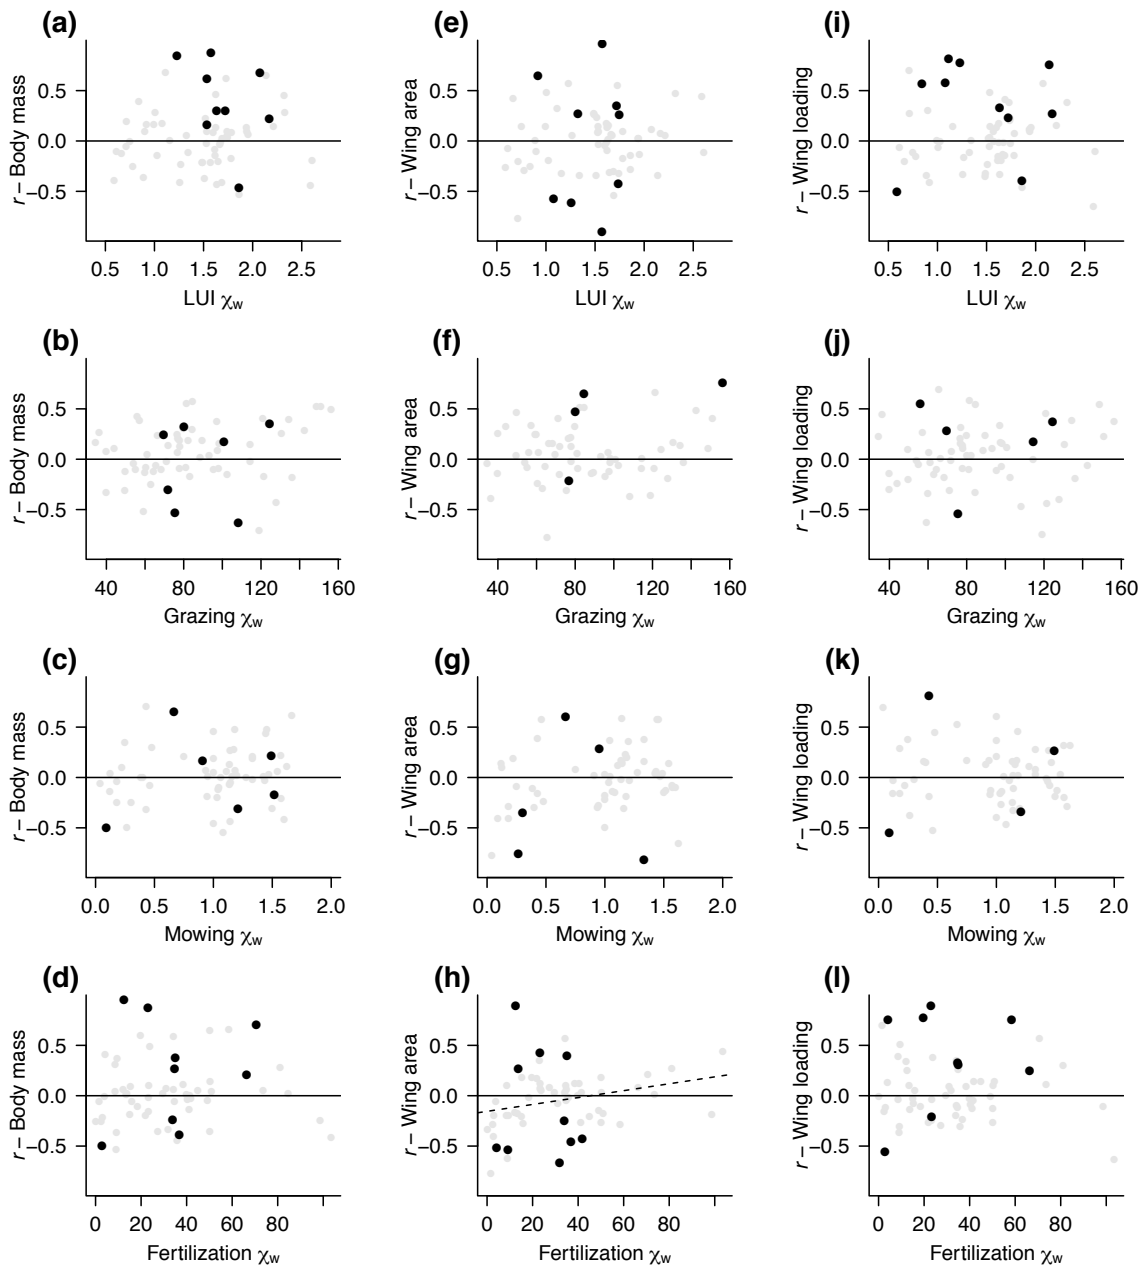 (a)
r – Body mass
0.5
0.0
−0.5
0.5 1.0 1.5 2.0 2.5
LUI χw
(e)
r – Wing area
0.5
0.0
−0.5
0.5 1.0 1.5 2.0 2.5
LUI χw
(i)
r – Wing loading
0.5
0.0
−0.5
0.5 1.0 1.5 2.0 2.5
LUI χw
(b)
r – Body mass
0.5
0.0
−0.5
40 80 120 160
Grazing χw
(f)
r – Wing area
0.5
0.0
−0.5
40 80 120 160
Grazing χw
(j)
r – Wing loading
0.5
0.0
−0.5
40 80 120 160
Grazing χw
(c)
r – Body mass
0.5
0.0
−0.5
0.0 0.5 1.0 1.5 2.0
Mowing χw
(g)
r – Wing area
0.5
0.0
−0.5
0.0 0.5 1.0 1.5 2.0
Mowing χw
(k)
r – Wing loading
0.5
0.0
−0.5
0.0 0.5 1.0 1.5 2.0
Mowing χw
(d)
r – Body mass
0.5
0.0
−0.5
0 20 40 60 80
Fertilization χw
(h)
r – Wing area
0.5
0.0
−0.5
0 20 40 60 80
Fertilization χw
(l)
r – Wing loading
0.5
0.0
−0.5
0 20 40 60 80
Fertilization χw